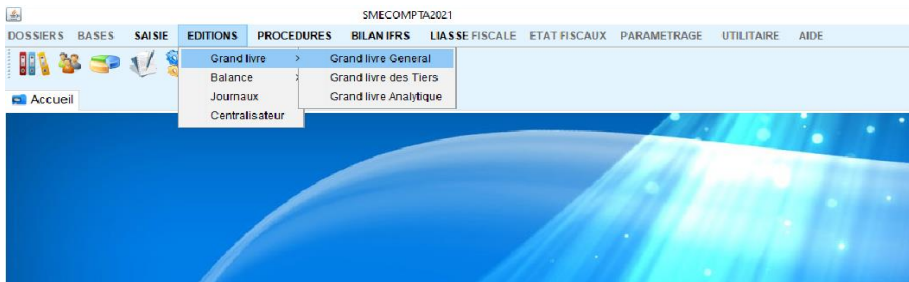 SMECOMPTA2021
DOSSIERS BASES SAISIE EDITIONS PROCEDURES BILAN IFRS LIASSE FISCALE ETAT FISCAUX PARAMETRAGE UTILITAIRE AIDE
Grand livre > Grand livre General
Balance > Grand livre des Tiers
Journaux Grand livre Analytique
Centralisateur
Accueil